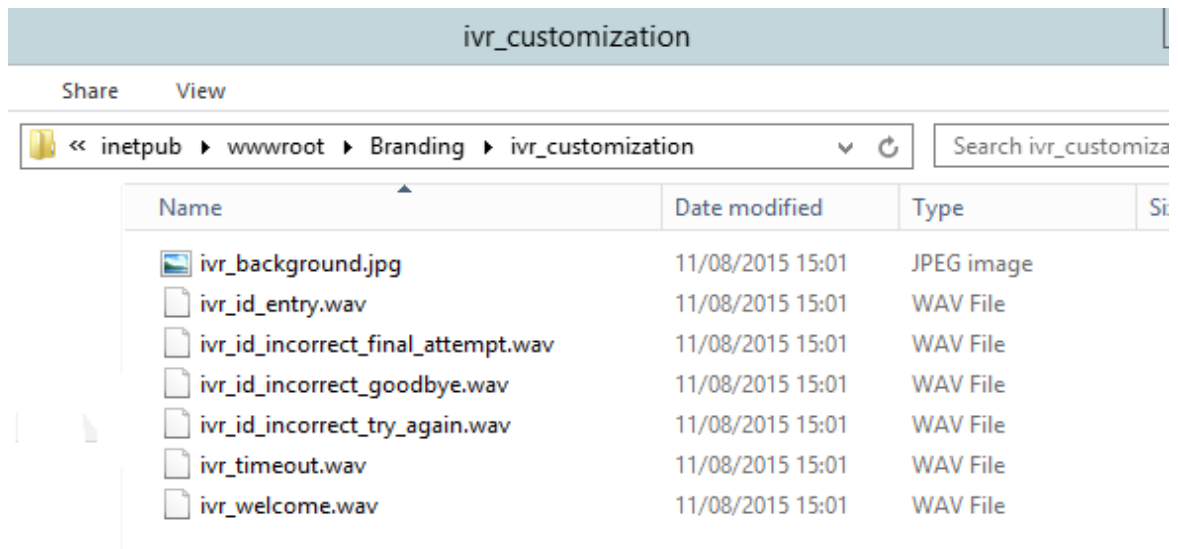 ivr_customization
Share View
« inetpub wwwroot Branding ivr_customization Search ivr_customiza
Name Date modified Type Si
ivr_background.jpg 11/08/2015 15:01 JPEG image
ivr_id_entry.wav 11/08/2015 15:01 WAV File
ivr_id_incorrect_final_attempt.wav 11/08/2015 15:01 WAV File
ivr_id_incorrect_goodbye.wav 11/08/2015 15:01 WAV File
ivr_id_incorrect_try_again.wav 11/08/2015 15:01 WAV File
ivr_timeout.wav 11/08/2015 15:01 WAV File
ivr_welcome.wav 11/08/2015 15:01 WAV File